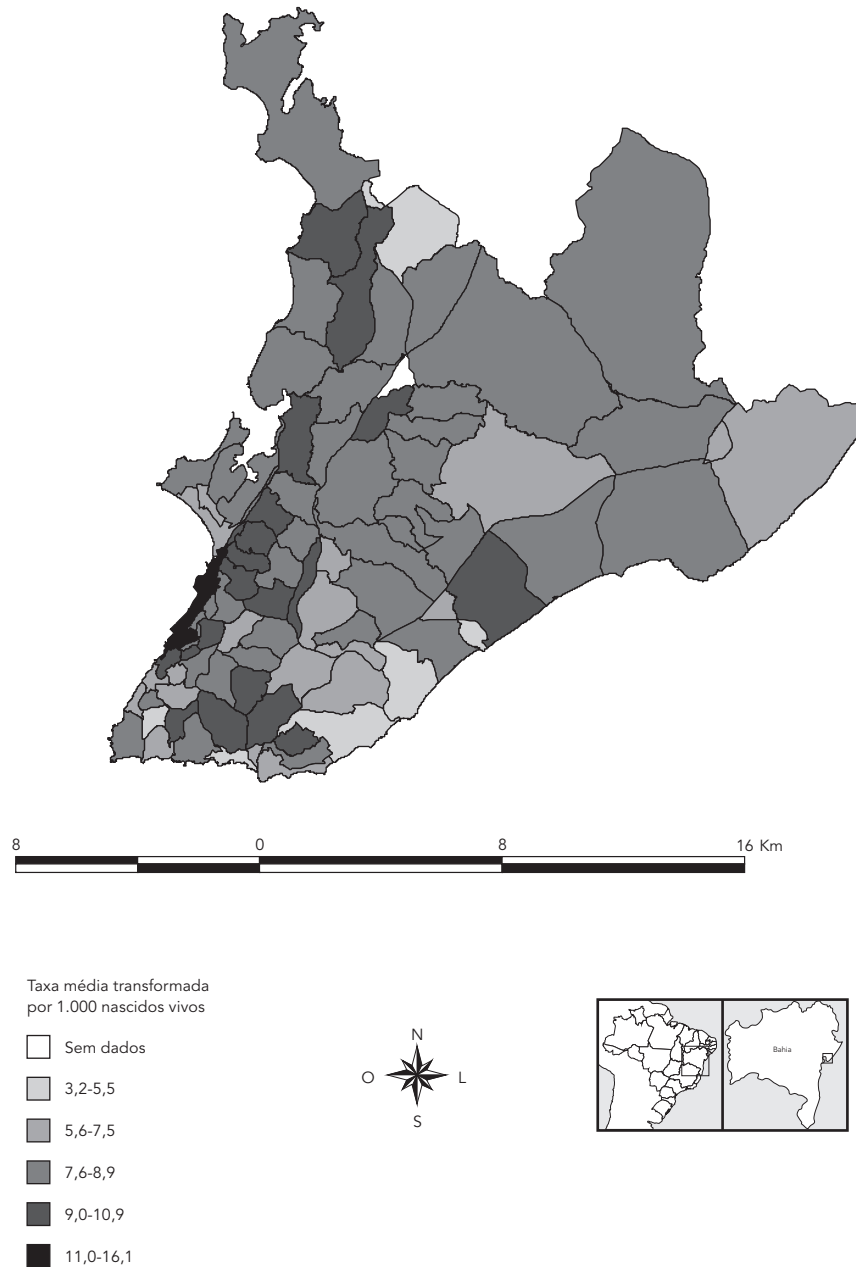 8 0 8 16 Km
Taxa média transformada
por 1.000 nascidos vivos
Sem dados
3,2-5,5
5,6-7,5
7,6-8,9
9,0-10,9
11,0-16,1
N
O L
S
Bahia